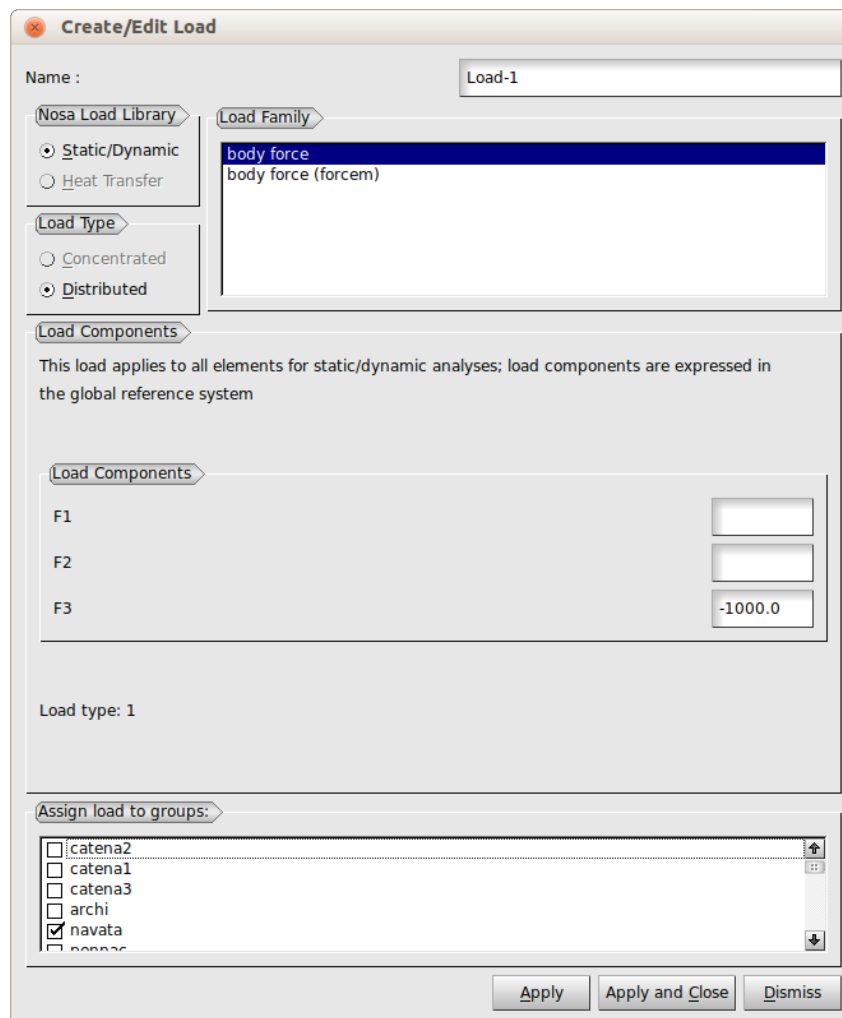 Create/Edit Load
Name :
Load-1
Nosa Load Library
Static/Dynamic
Heat Transfer
Load Family
body force
body force (forcem)
Load Type
Concentrated
Distributed
Load Components
This load applies to all elements for static/dynamic analyses; load components are expressed in
the global reference system
Load Components
F1
F2
F3
-1000.0
Load type: 1
Assign load to groups:
catena2
catena1
catena3
archi
navata
Apply
Apply and Close
Dismiss